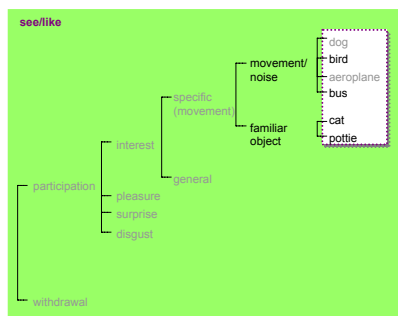 see/like
dog
movement/
bird
noise
aeroplane
specific
bus
(movement)
cat
familiar
object
pottie
interest
general
participation
pleasure
surprise
disgust
withdrawal